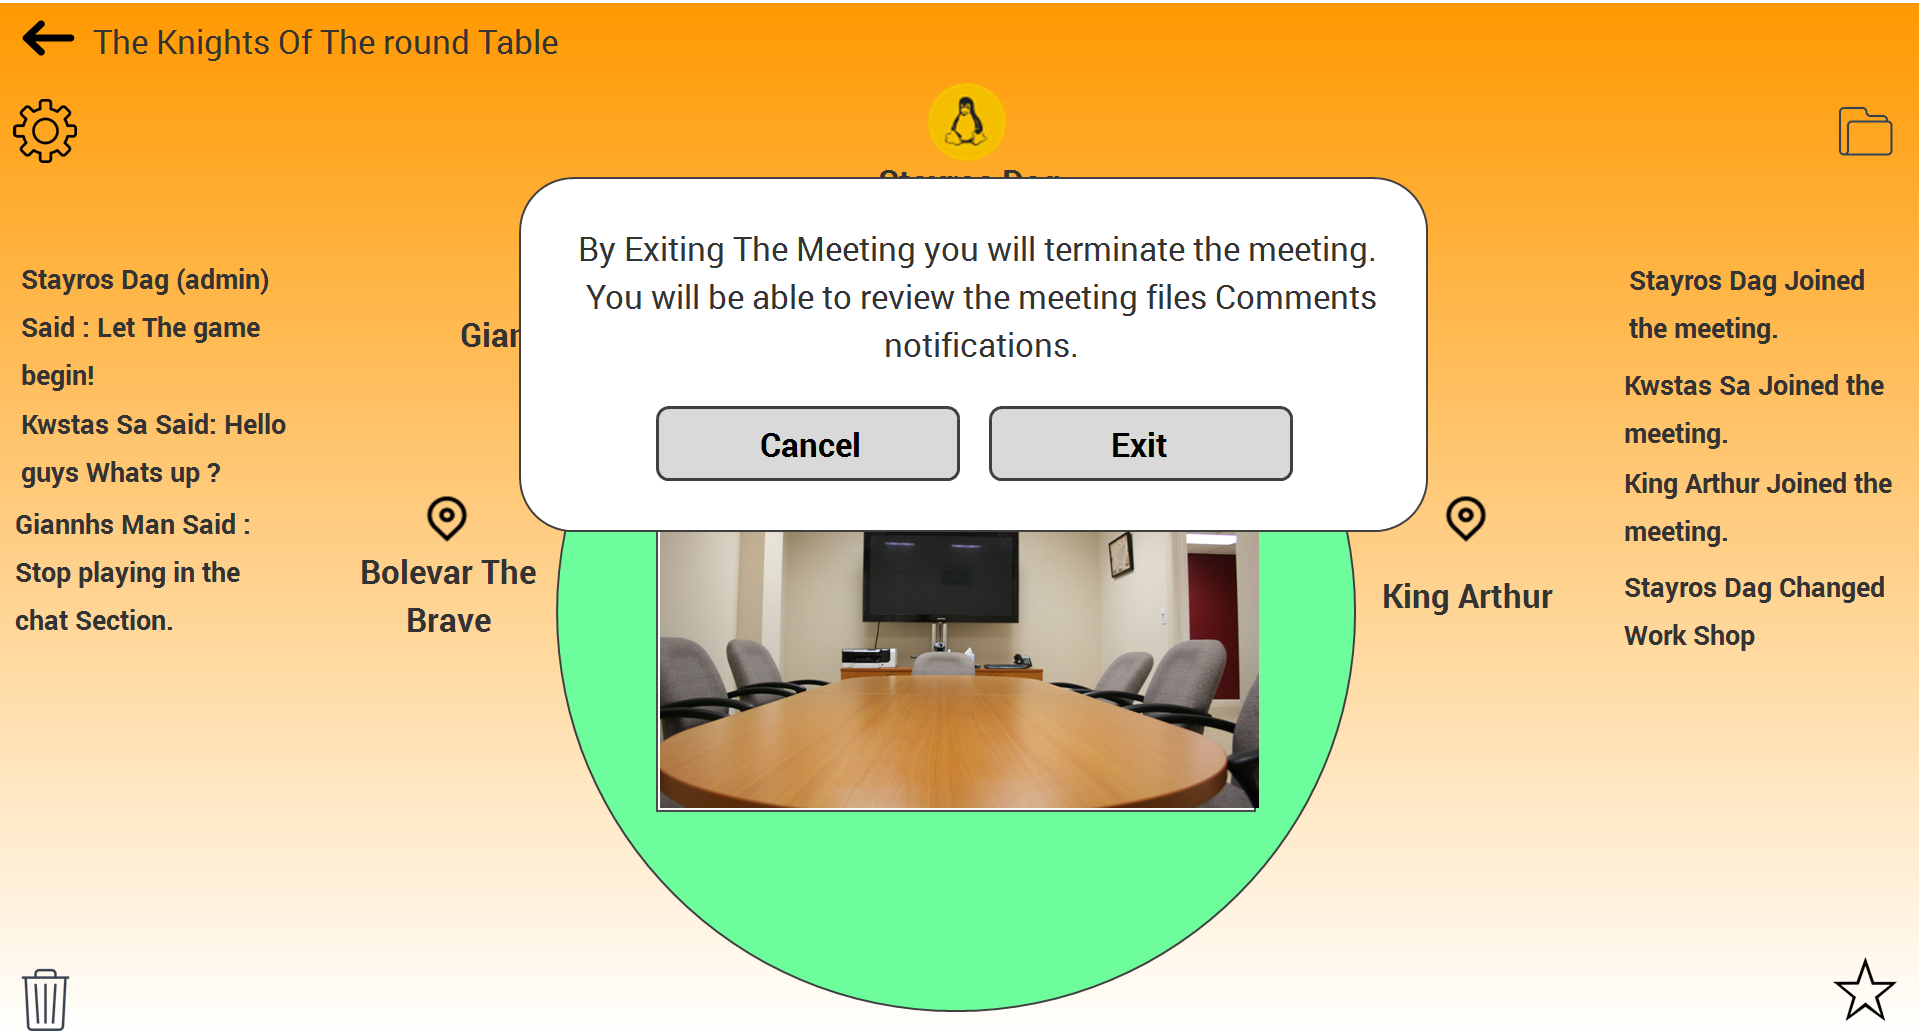 The Knights Of The round Table
Stayros Dag
By Exiting The Meeting you will terminate the meeting.
You will be able to review the meeting files Comments
notifications.
Cancel
Exit
Stayros Dag (admin)
Said : Let The game
begin!
Kwstas Sa Said: Hello
guys Whats up ?
Giannhs Man Said :
Stop playing in the
chat Section.
Bolevar The
Brave
King Arthur
Stayros Dag Joined
the meeting.
Kwstas Sa Joined the
meeting.
King Arthur Joined the
meeting.
Stayros Dag Changed
Work Shop